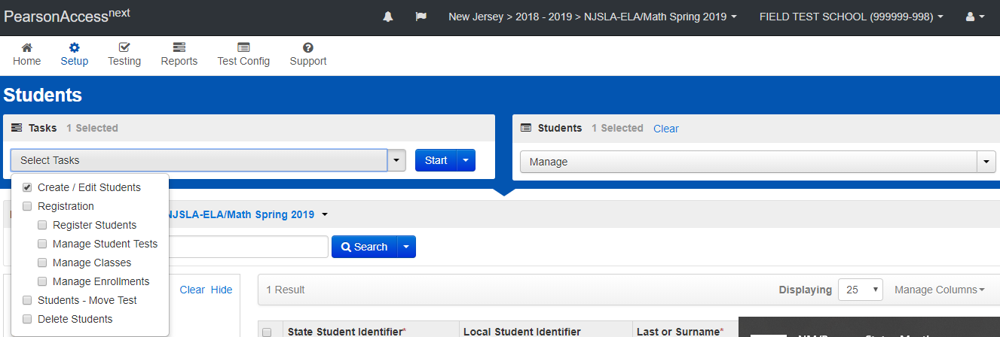 PearsonAccessnext
New Jersey > 2018 - 2019 > NJSLA-ELA/Math Spring 2019
FIELD TEST SCHOOL (999999-998)
Home
Setup
Testing
Reports
Test Config
Support
Students
Tasks 1 Selected
Students 1 Selected Clear
Select Tasks
Start
Manage
Create / Edit Students
Registration
Register Students
Manage Student Tests
Manage Classes
Manage Enrollments
Students - Move Test
Delete Students
NJSLA-ELA/Math Spring 2019
Search
Clear Hide
1 Result
Displaying 25 Manage Columns
State Student Identifier*
Local Student Identifier
Last or Surname*